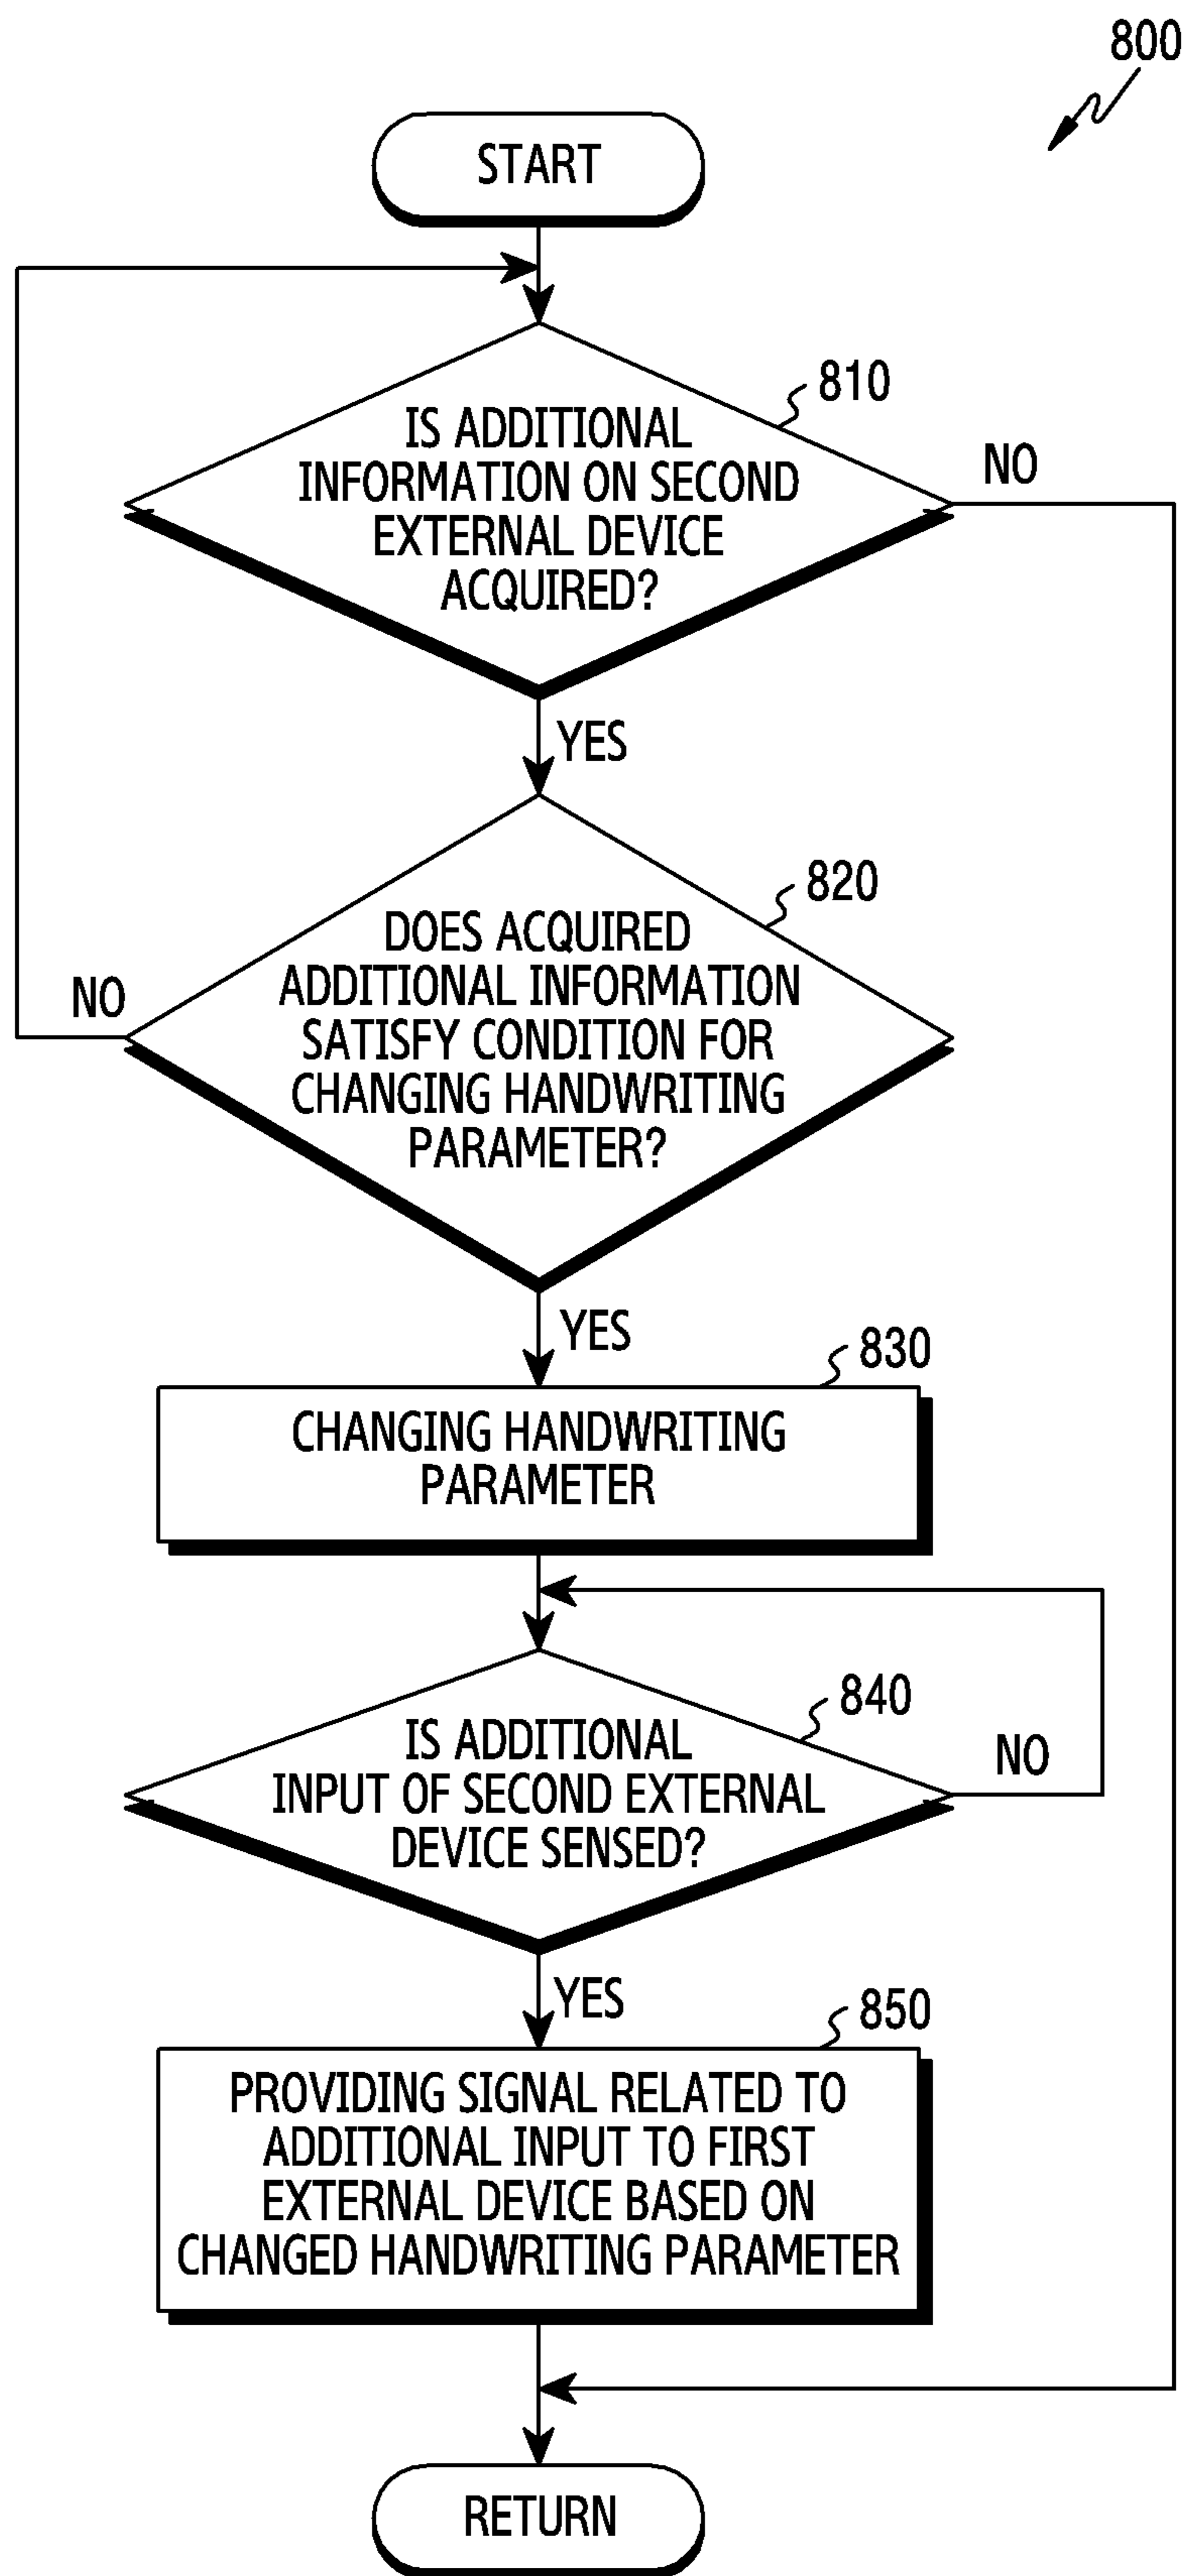 800
START
810
IS ADDITIONAL
INFORMATION ON SECOND
EXTERNAL DEVICE
ACQUIRED?
NO
YES
820
DOES ACQUIRED
ADDITIONAL INFORMATION
SATISFY CONDITION FOR
CHANGING HANDWRITING
PARAMETER?
NO
YES
830
CHANGING HANDWRITING
PARAMETER
840
IS ADDITIONAL
INPUT OF SECOND EXTERNAL
DEVICE SENSED?
NO
YES
850
PROVIDING SIGNAL RELATED TO
ADDITIONAL INPUT TO FIRST
EXTERNAL DEVICE BASED ON
CHANGED HANDWRITING PARAMETER
RETURN